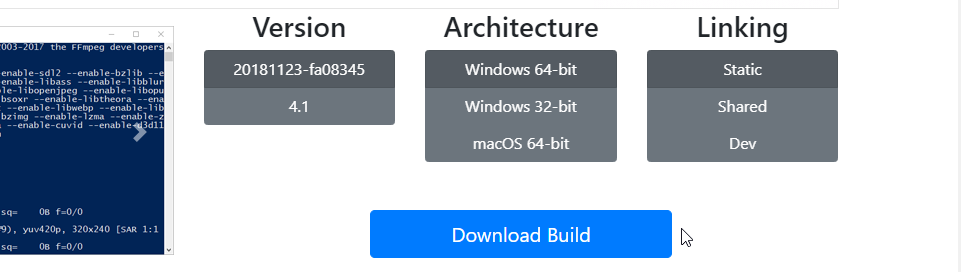 Version
Architecture
Linking
2003-2017 the FFmpeg developers
20181123-fa08345
Windows 64-bit
Static
4.1
Windows 32-bit
Shared
macOS 64-bit
Dev
enable-sdl2 --enable-bzlib --e
-enable-libass --enable-libblur
le-libopenjpeg --enable-libopu
bsoxr --enable-libtheora --ena
--enable-libwebp --enable-lib
bzimg --enable-lzma --enable-z
--enable-cuvid --enable-d3d11
sq= 0B f=0/0
9), yuv420p, 320x240 [SAR 1:1
sq= 0B f=0/0
Download Build